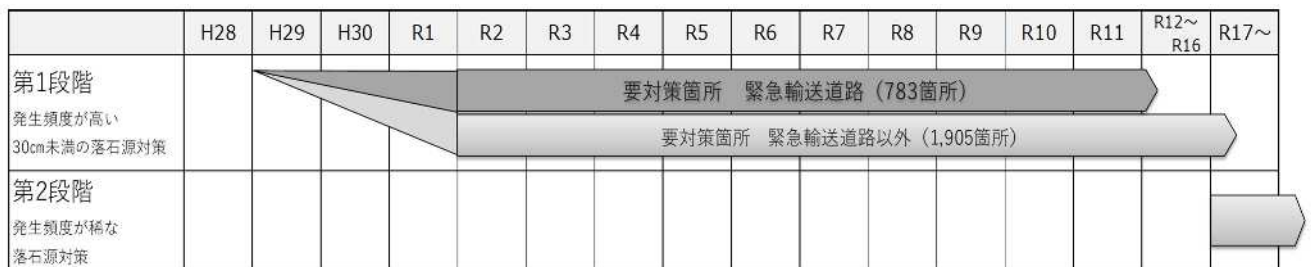 H28 H29 H30 R1 R2 R3 R4 R5 R6 R7 R8 R9 R10 R11 R12～R16 R17～
第1段階
発生頻度が高い
30㎝未満の落石源対策
要対策箇所　緊急輸送道路（783箇所）
要対策箇所　緊急輸送道路以外（1,905箇所）
第2段階
発生頻度が稀な
落石源対策